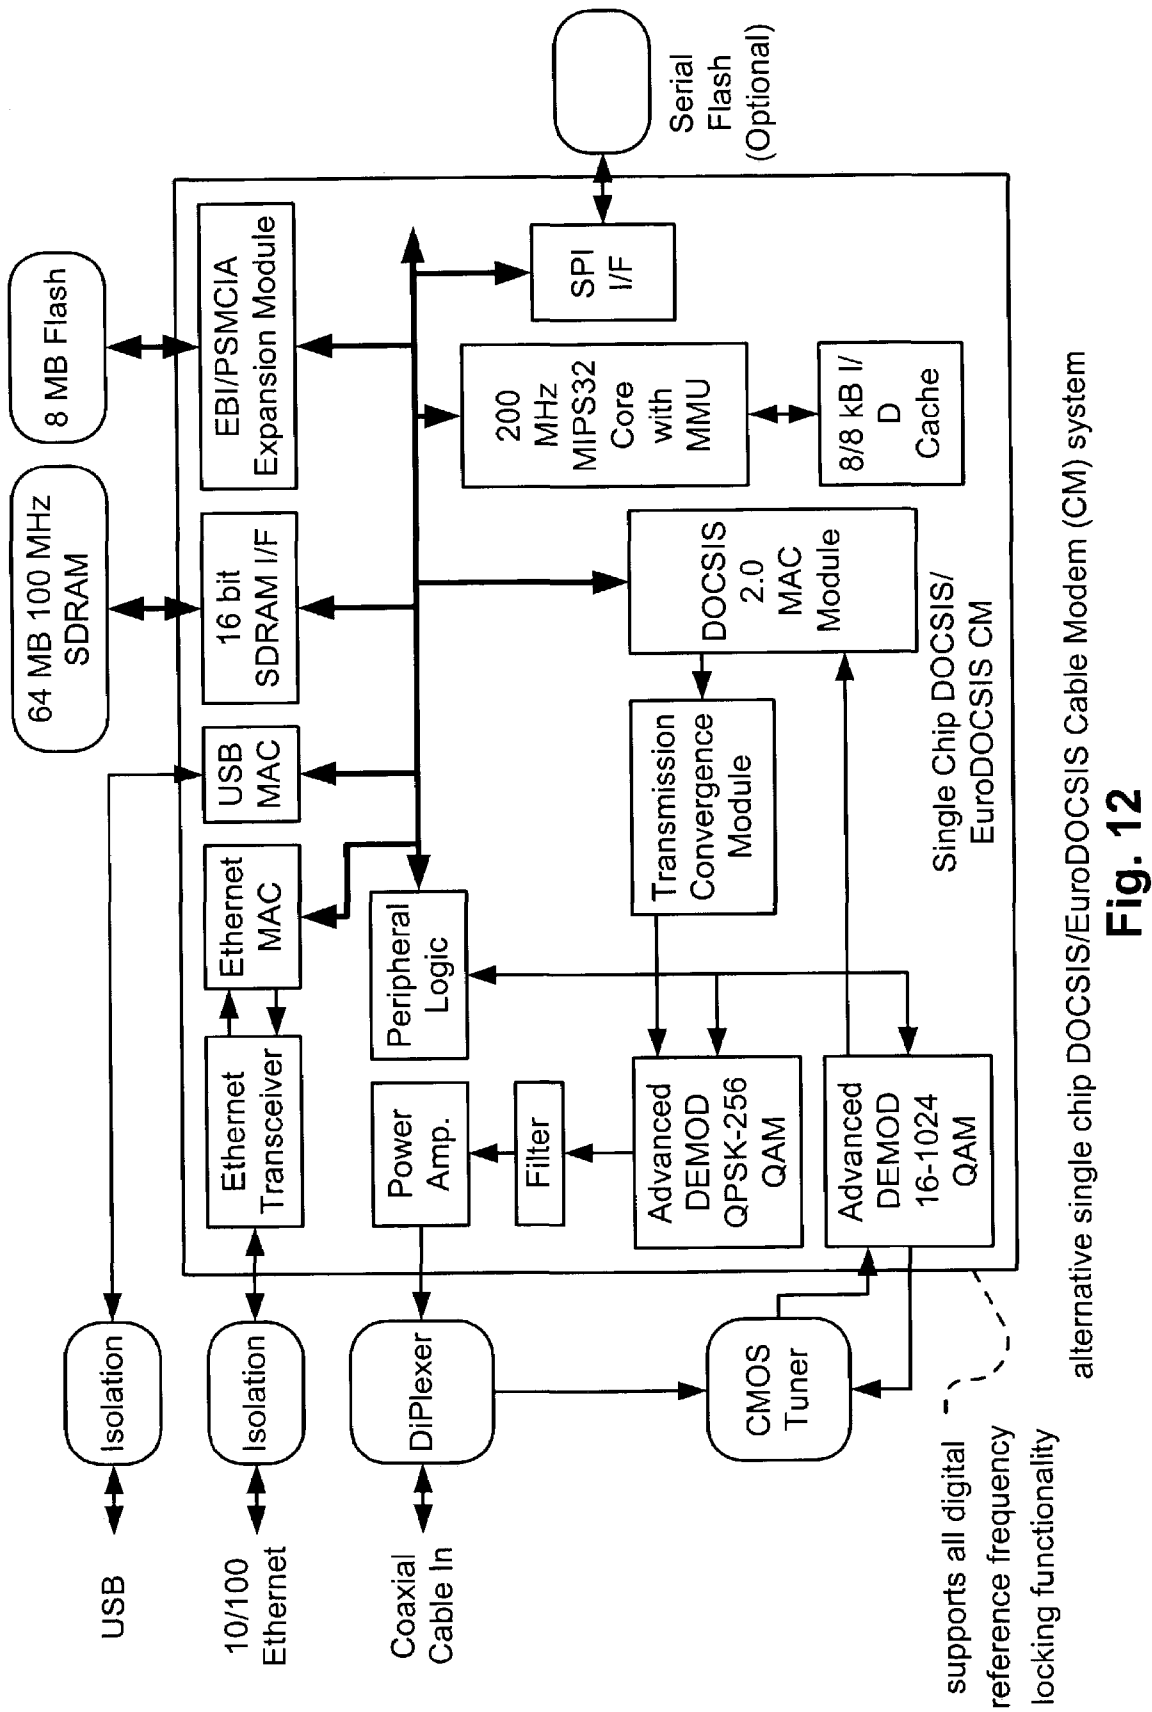 64 MB 100 MHz
SDRAM
8 MB Flash
USB
Isolation
10/100
Ethernet
Isolation
Ethernet
Transceiver
Ethernet
MAC
USB
MAC
16 bit
SDRAM I/F
EBI/PSMCIA
Expansion Module
Coaxial
Cable In
DiPlexer
Power
Amp.
Peripheral
Logic
Filter
200
MHz
MIPS32
Core
with
MMU
SPI
I/F
Serial
Flash
(Optional)
Advanced
DEMOD
QPSK-256
QAM
Transmission
Convergence
Module
DOCSIS
2.0
MAC
Module
8/8 kB I/
D
Cache
CMOS
Tuner
Advanced
DEMOD
16-1024
QAM
Single Chip DOCSIS/
EuroDOCSIS CM
supports all digital
reference frequency
locking functionality
alternative single chip DOCSIS/EuroDOCSIS Cable Modem (CM) system
Fig. 12